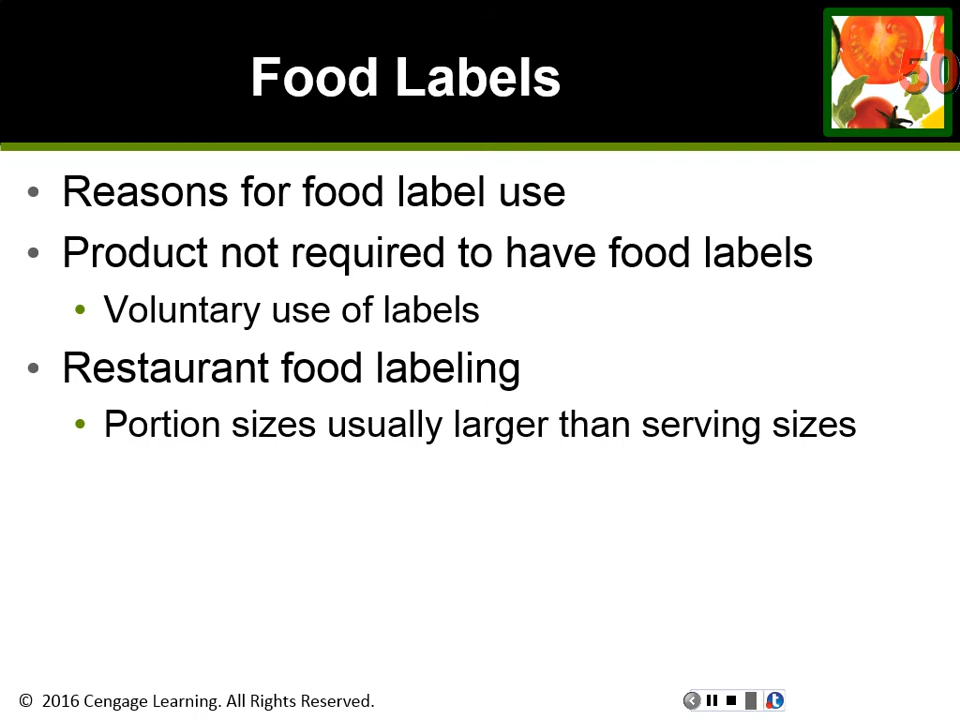 Food Labels
50
• Reasons for food label use
• Product not required to have food labels
• Voluntary use of labels
• Restaurant food labeling
• Portion sizes usually larger than serving sizes
© 2016 Cengage Learning. All Rights Reserved.
t